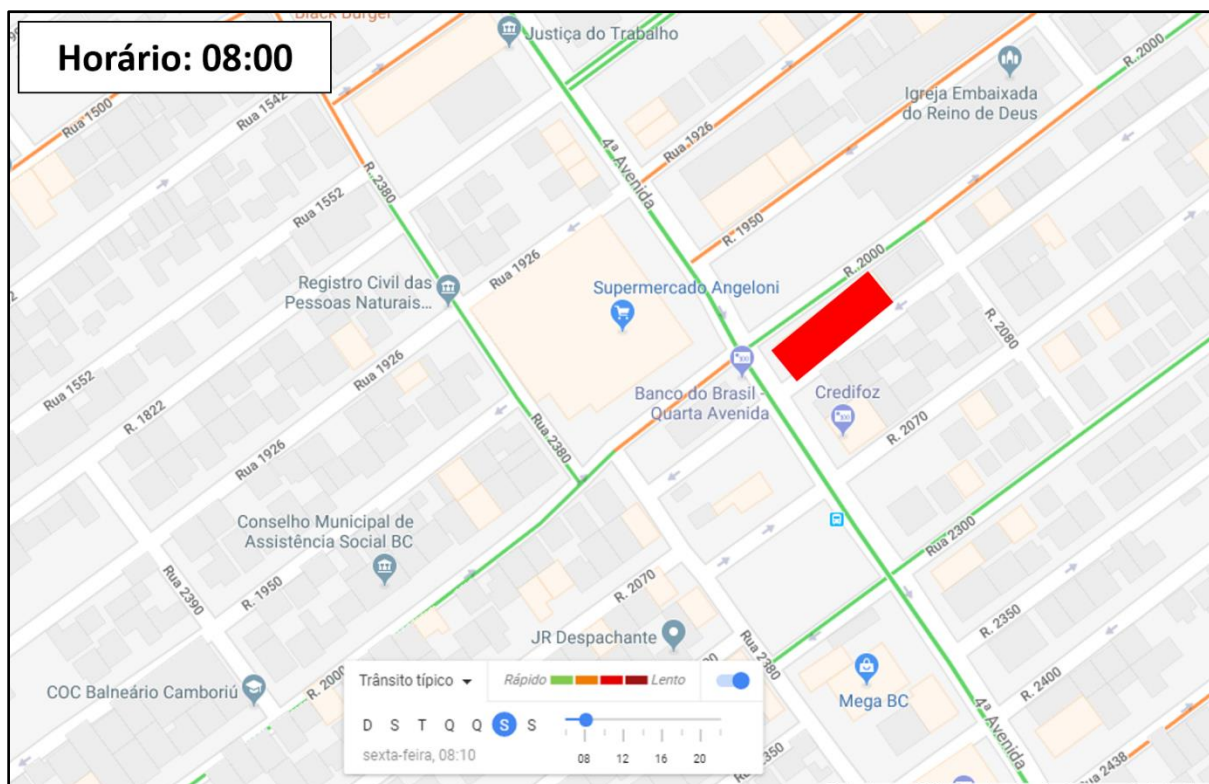 Black Burger
Horário: 08:00
Justiça do Trabalho
Igreja Embaixada
do Reino de Deus
R. 2000
Rua 1500
Rua 1542
Rua 1926
4ª Avenida
R. 2380
Rua 1552
R. 1950
R. 2000
Rua 1926
Registro Civil das
Pessoas Naturais...
Supermercado Angeloni
R. 2080
Rua 1552
R. 1822
Rua 1926
Banco do Brasil -
Quarta Avenida
Credifoz
R. 2070
Rua 2380
Rua 1926
Conselho Municipal de
Assistência Social BC
Rua 2300
Rua 2390
R. 1950
R. 2070
R. 2350
JR Despachante
Rua 2380
R. 2400
COC Balneário Camboriú
R. 2000
Mega BC
4ª Avenida
Trânsito típico
Rápido
Lento
D S T Q Q S S
sexta-feira, 08:10
08 12 16 20
R. 2350
Rua 2438